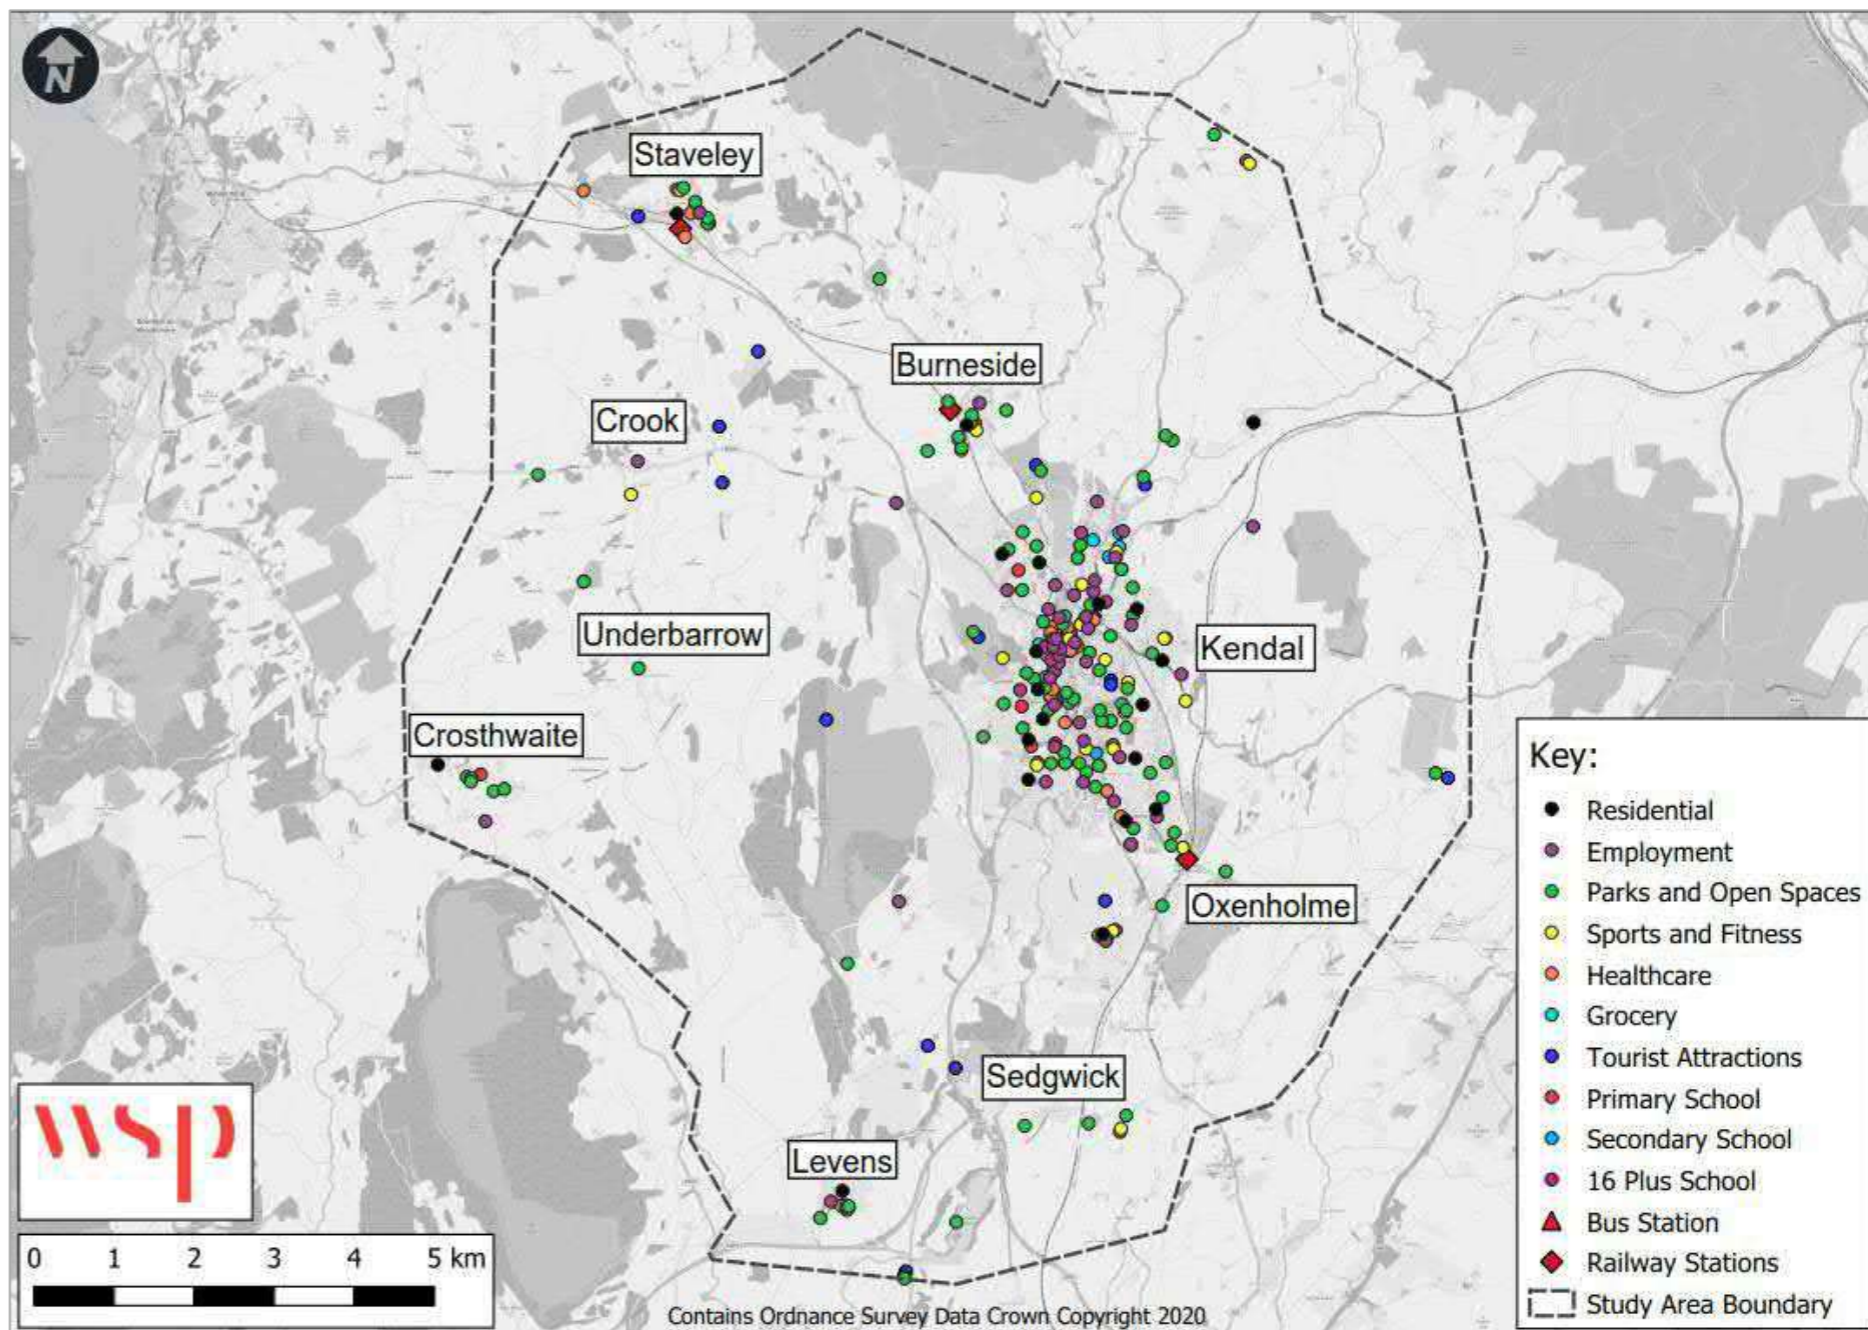 N
Staveley
Burneside
Crook
Underbarrow
Kendal
Crosthwaite
Oxenholme
Sedgwick
Levens
wsp
0 1 2 3 4 5 km
Contains Ordnance Survey Data Crown Copyright 2020
Key:
Residential
Employment
Parks and Open Spaces
Sports and Fitness
Healthcare
Grocery
Tourist Attractions
Primary School
Secondary School
16 Plus School
Bus Station
Railway Stations
Study Area Boundary